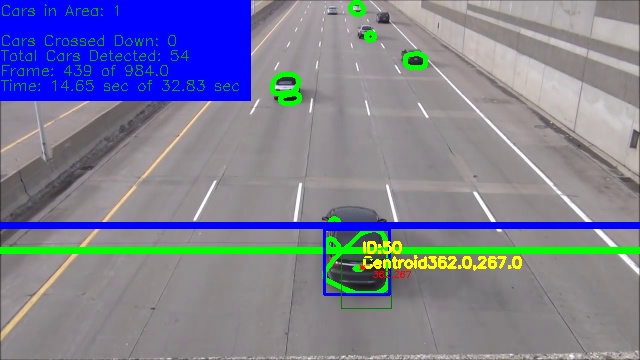 Cars in Area: 1
Cars Crossed Down: 0
Total Cars Detected: 54
Frame: 439 of 984.0
Time: 14.65 sec of 32.83 sec
ID:50
Centroid362.0,267.0